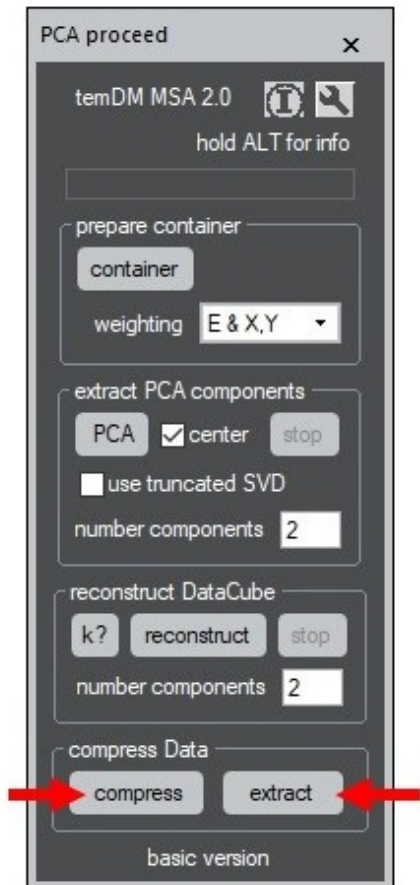 PCA proceed
temDM MSA 2.0
hold ALT for info
prepare container
container
weighting E & X,Y
extract PCA components
PCA center stop
use truncated SVD
number components 2
reconstruct DataCube
k? reconstruct stop
number components 2
compress Data
compress extract
basic version